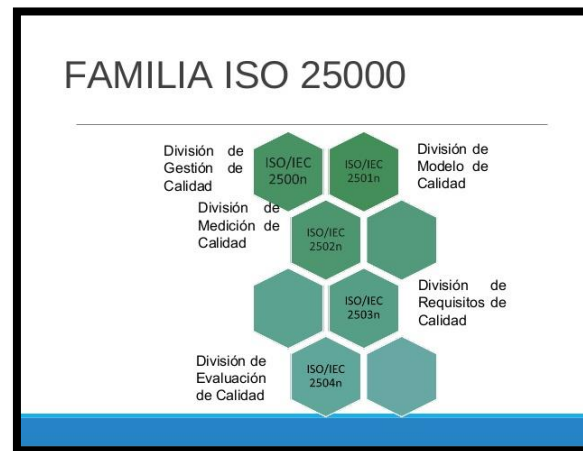 FAMILIA ISO 25000
División de
Gestión de
Calidad
ISO/IEC
2500n
ISO/IEC
2501n
División de
Modelo de
Calidad
División de
Medición de
Calidad
ISO/IEC
2502n
ISO/IEC
2503n
División de
Requisitos de
Calidad
División de
Evaluación
de Calidad
ISO/IEC
2504n